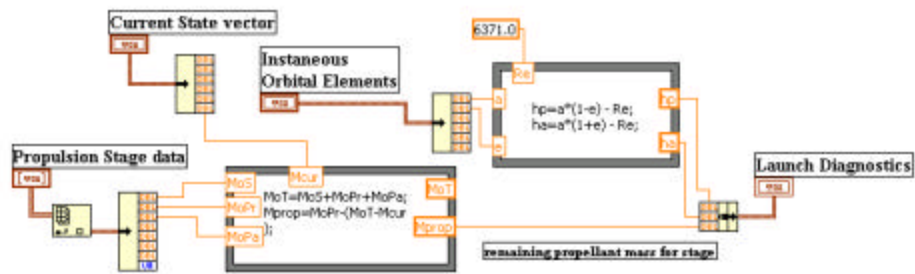 Current State vector
Instaneous
Orbital Elements
6371.0
Re
a
e
hp=a*(1-e) - Re;
ha=a*(1+e) - Re;
hp
ha
Propulsion Stage data
Launch Diagnostics
Mcur
MoS
MoPr
MoPa
MoT=MoS+MoPr+MoPa;
Mprop=MoPr-(MoT-Mcur
);
MoT
Mprop
remaining propellant mass for stage